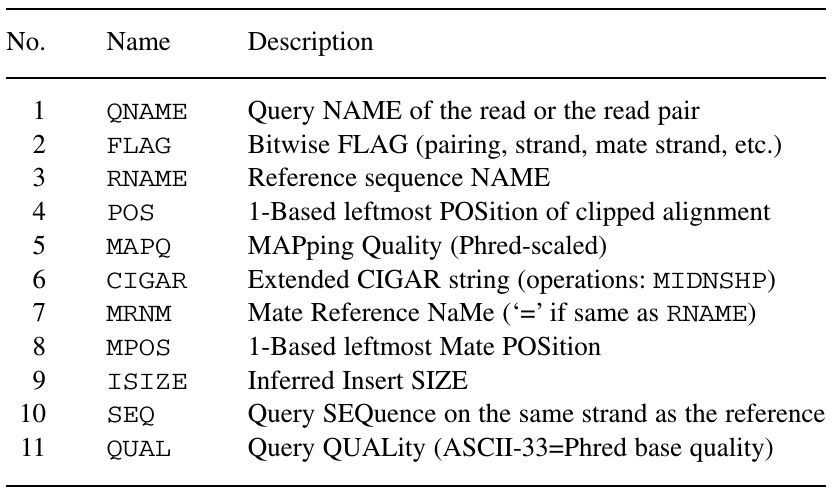 No. Name Description
1 QNAME Query NAME of the read or the read pair
2 FLAG Bitwise FLAG (pairing, strand, mate strand, etc.)
3 RNAME Reference sequence NAME
4 POS 1-Based leftmost POSition of clipped alignment
5 MAPQ MAPping Quality (Phred-scaled)
6 CIGAR Extended CIGAR string (operations: MIDNSHP)
7 MRNM Mate Reference NaMe (‘=’ if same as RNAME)
8 MPOS 1-Based leftmost Mate POSition
9 ISIZE Inferred Insert SIZE
10 SEQ Query SEQuence on the same strand as the reference
11 QUAL Query QUALity (ASCII-33=Phred base quality)